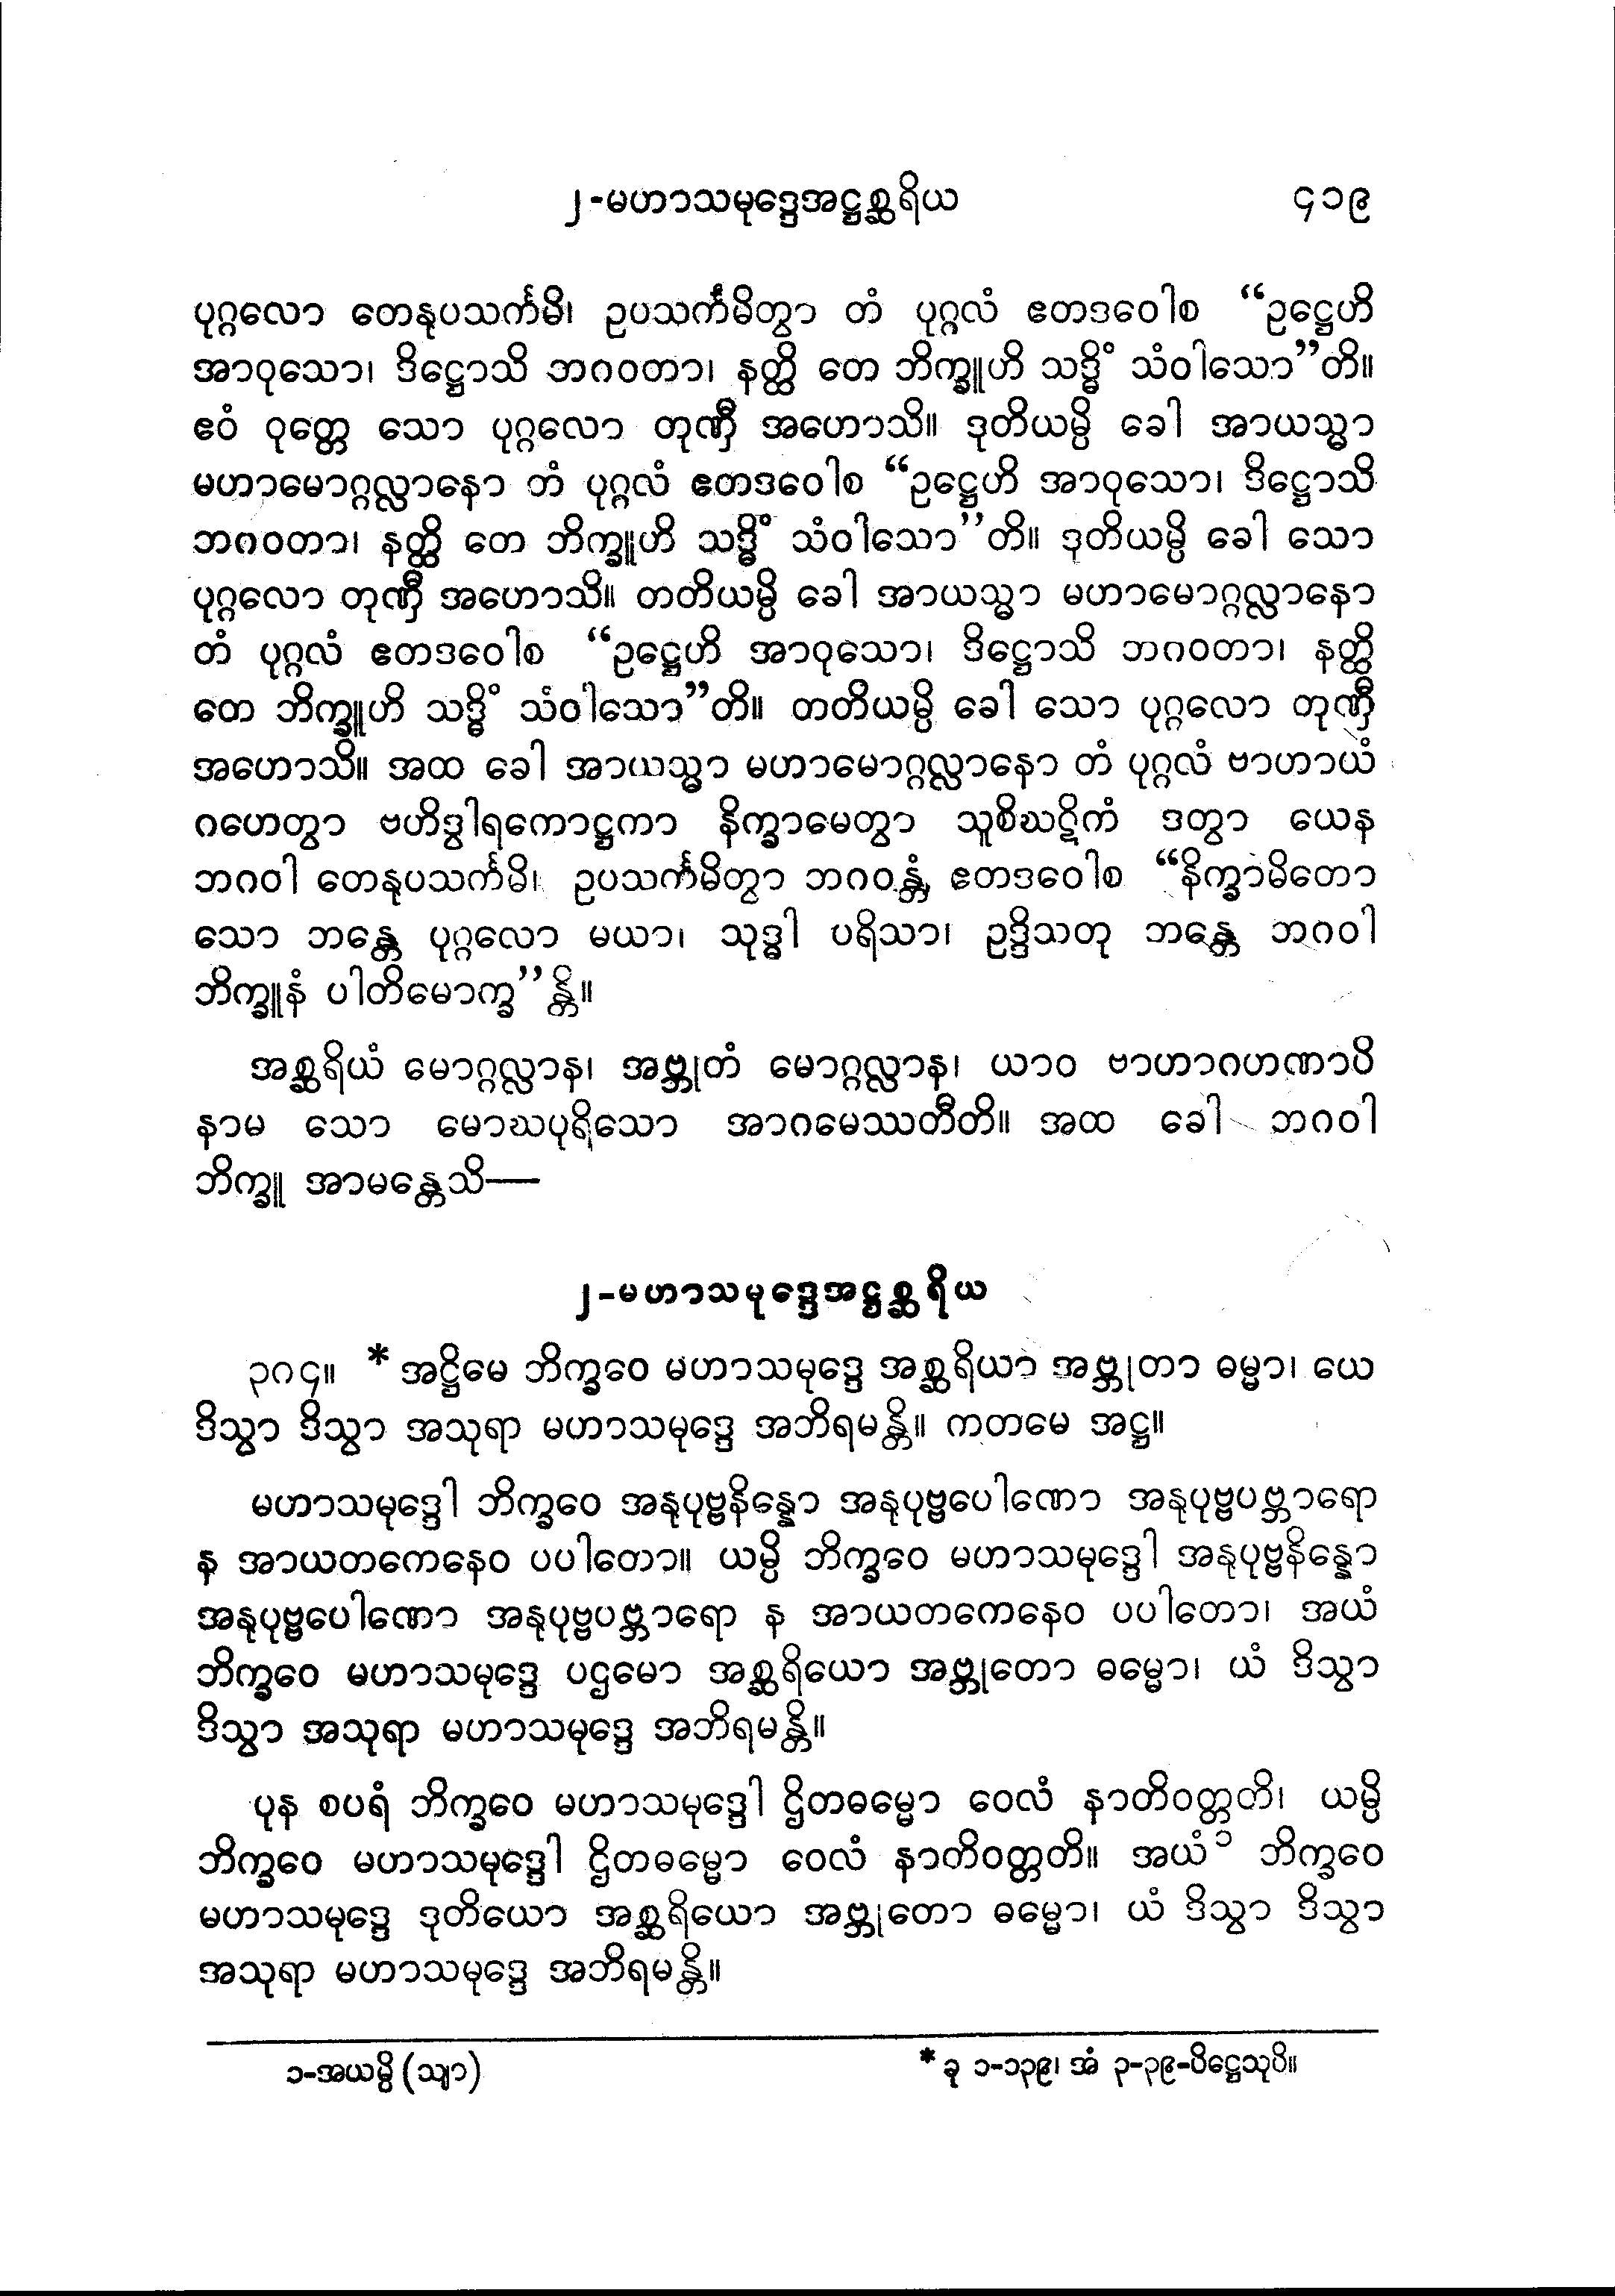 ၂-မဟာသမုဒ္ဒေအဋ္ဌစ္ဆရိယ ၄၁၉
ပုဂ္ဂလော တေနုပသင်္ကမိ၊ ဥပသင်္ကမိတွာ တံ ပုဂ္ဂလံ ဧတဒဝေါစ “ဥဋ္ဌေဟိ
အာဝုသော၊ ဒိဋ္ဌောသိ ဘဂဝတာ၊ နတ္ထိ တေ ဘိက္ခူဟိ သဒ္ဓိံ သံဝါသော”တိ။
ဧဝံ ဝုတ္တေ သော ပုဂ္ဂလော တုဏှီ အဟောသိ။ ဒုတိယမ္ပိ ခေါ အာယသ္မာ
မဟာမောဂ္ဂလ္လာနော တံ ပုဂ္ဂလံ ဧတဒဝေါစ “ဥဋ္ဌေဟိ အာဝုသော၊ ဒိဋ္ဌောသိ
ဘဂဝတာ၊ နတ္ထိ တေ ဘိက္ခူဟိ သဒ္ဓိံ သံဝါသော”တိ။ ဒုတိယမ္ပိ ခေါ သော
ပုဂ္ဂလော တုဏှီ အဟောသိ။ တတိယမ္ပိ ခေါ အာယသ္မာ မဟာမောဂ္ဂလ္လာနော
တံ ပုဂ္ဂလံ ဧတဒဝေါစ “ဥဋ္ဌေဟိ အာဝုသော၊ ဒိဋ္ဌောသိ ဘဂဝတာ၊ နတ္ထိ
တေ ဘိက္ခူဟိ သဒ္ဓိံ သံဝါသော”တိ။ တတိယမ္ပိ ခေါ သော ပုဂ္ဂလော တုဏှီ
အဟောသိ။ အထ ခေါ အာယသ္မာ မဟာမောဂ္ဂလ္လာနော တံ ပုဂ္ဂလံ ဗာဟာယံ
ဂဟေတွာ ဗဟိဒွါရကောဋ္ဌကာ နိက္ခာမေတွာ သူစိဃဋိကံ ဒတွာ ယေန
ဘဂဝါ တေနုပသင်္ကမိ၊ ဥပသင်္ကမိတွာ ဘဂဝန္တံ ဧတဒဝေါစ “နိက္ခာမိတော
သော ဘန္တေ ပုဂ္ဂလော မယာ၊ သုဒ္ဓါ ပရိသာ၊ ဥဒ္ဒိသတု ဘန္တေ ဘဂဝါ
ဘိက္ခူနံ ပါတိမောက္ခ”န္တိ။
အစ္ဆရိယံ မောဂ္ဂလ္လာန၊ အဗ္ဘုတံ မောဂ္ဂလ္လာန၊ ယာဝ ဗာဟာဂဟဏာပိ
နာမ သော မောဃပုရိသော အာဂမေဿတီတိ။ အထ ခေါ ဘဂဝါ
ဘိက္ခူ အာမန္တေသိ—
၂-မဟာသမုဒ္ဒေအဋ္ဌစ္ဆရိယ
၃၈၄။ * အဋ္ဌိမေ ဘိက္ခဝေ မဟာသမုဒ္ဒေ အစ္ဆရိယာ အဗ္ဘုတာ ဓမ္မာ၊ ယေ
ဒိသွာ ဒိသွာ အသုရာ မဟာသမုဒ္ဒေ အဘိရမန္တိ။ ကတမေ အဋ္ဌ။
မဟာသမုဒ္ဒေါ ဘိက္ခဝေ အနုပုဗ္ဗနိန္နော အနုပုဗ္ဗပေါဏော အနုပုဗ္ဗပဗ္ဘာရော
န အာယတကေနေဝ ပပါတော။ ယမ္ပိ ဘိက္ခဝေ မဟာသမုဒ္ဒေါ အနုပုဗ္ဗနိန္နော
အနုပုဗ္ဗပေါဏော အနုပုဗ္ဗပဗ္ဘာရော န အာယတကေနေဝ ပပါတော၊ အယံ
ဘိက္ခဝေ မဟာသမုဒ္ဒေ ပဌမော အစ္ဆရိယော အဗ္ဘုတော ဓမ္မော၊ ယံ ဒိသွာ
ဒိသွာ အသုရာ မဟာသမုဒ္ဒေ အဘိရမန္တိ။
ပုန စပရံ ဘိက္ခဝေ မဟာသမုဒ္ဒေါ ဌိတဓမ္မော ဝေလံ နာတိဝတ္တတိ၊ ယမ္ပိ
ဘိက္ခဝေ မဟာသမုဒ္ဒေါ ဌိတဓမ္မော ဝေလံ နာတိဝတ္တတိ။ အယံ၁ ဘိက္ခဝေ
မဟာသမုဒ္ဒေ ဒုတိယော အစ္ဆရိယော အဗ္ဘုတော ဓမ္မော၊ ယံ ဒိသွာ ဒိသွာ
အသုရာ မဟာသမုဒ္ဒေ အဘိရမန္တိ။
၁-အယမ္ပိ (သျာ) * ခု ၁-၁၃၉၊ အံ ၃-၃၉-ပိဋ္ဌေသုပိ။